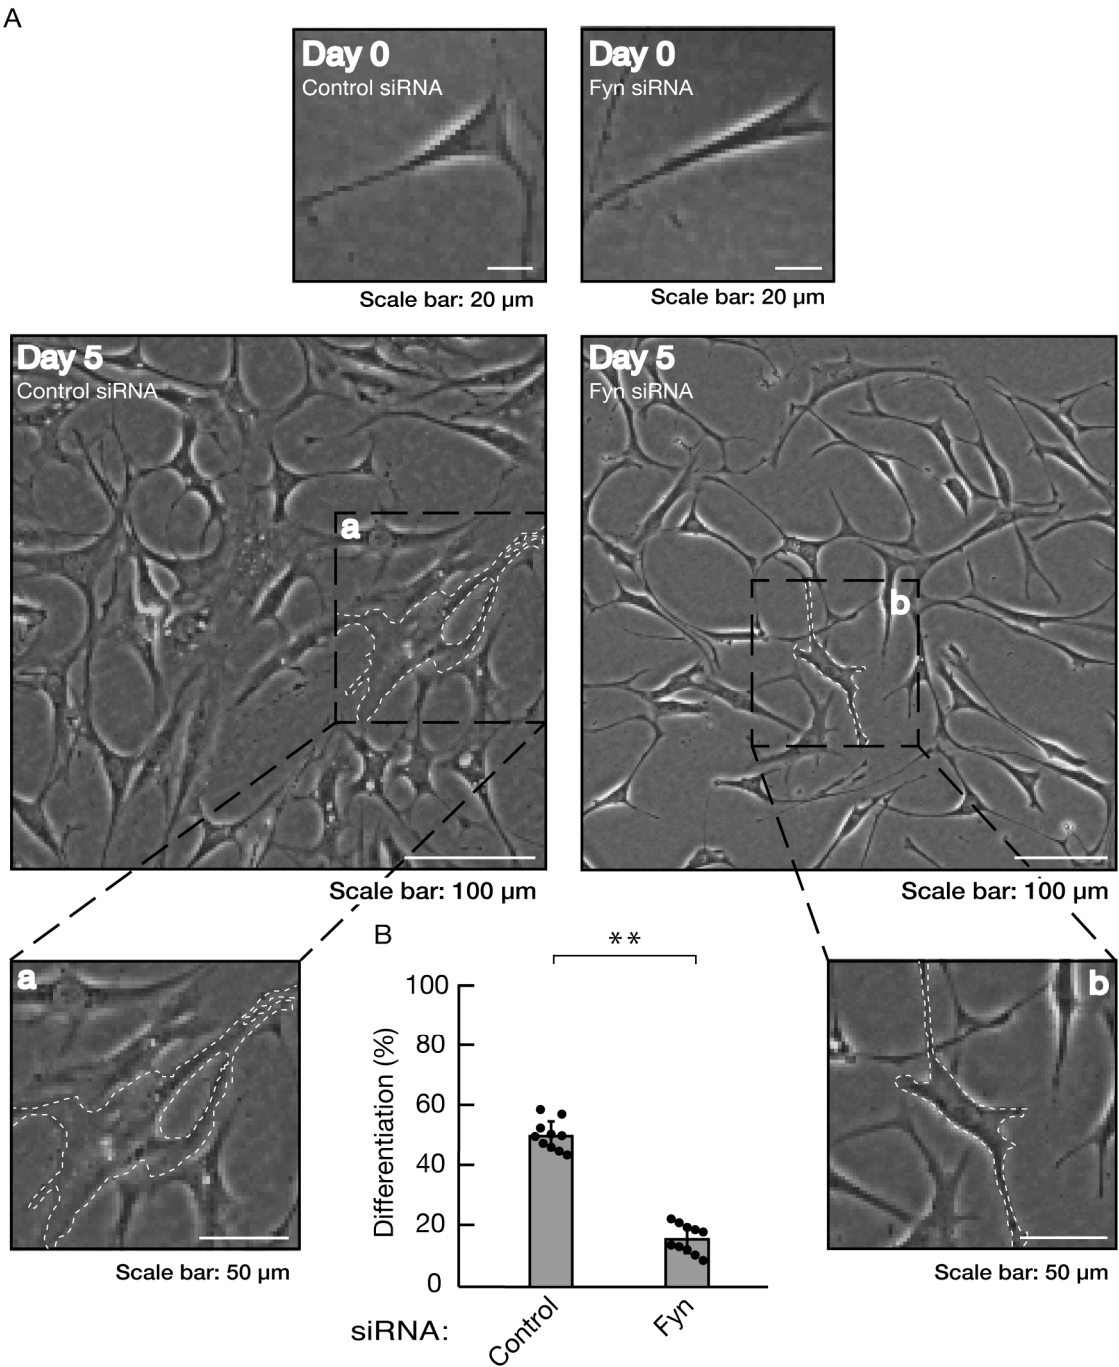 A
Day 0
Control siRNA
Scale bar: 20 μm
Day 0
Fyn siRNA
Scale bar: 20 μm
Day 5
Control siRNA
a
Scale bar: 100 μm
Day 5
Fyn siRNA
b
Scale bar: 100 μm
a
Scale bar: 50 μm
B
**
Differentiation (%)
100
80
60
40
20
0
siRNA:
Control
Fyn
b
Scale bar: 50 μm